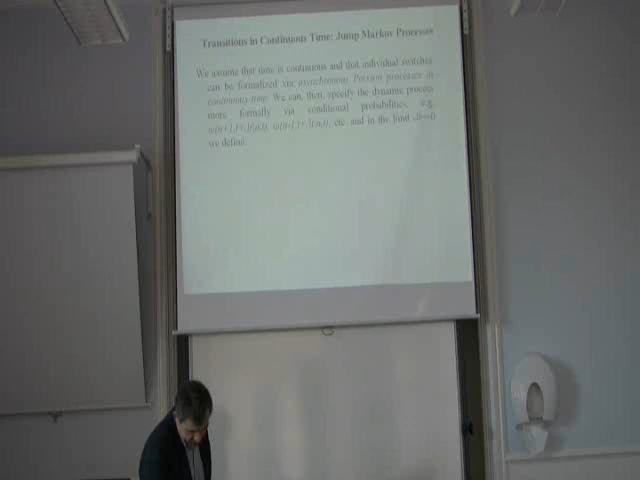 Transitions in Continuous Time: Jump Markov Processes
We assume that time is continuous and that individual switches
can be formalized via asynchronous Poisson processes in
continuous time. We can, then, specify the dynamic process
more formally via conditional probabilities, e.g.
etc. and in the limit
we define: